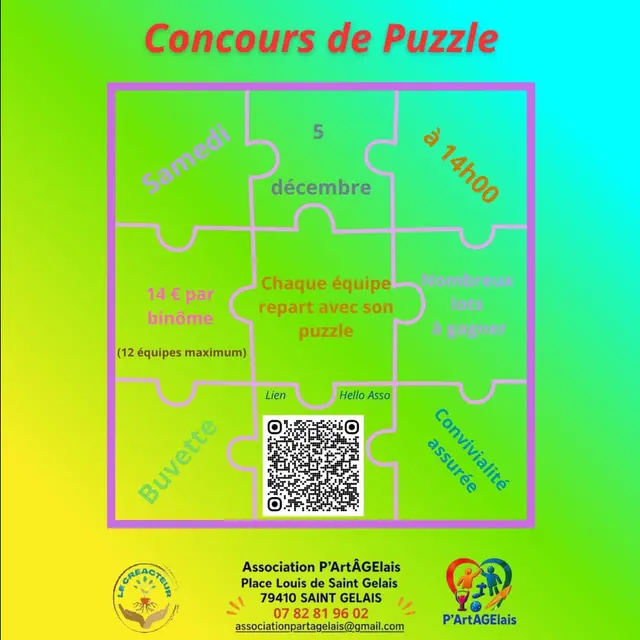 Concours de Puzzle
Samedi
5
décembre
à 14h00
14 € par
binôme
(12 équipes maximum)
Chaque équipe
repart avec son
puzzle
Nombreux
lots
à gagner
Buvette
Lien Hello Asso
Convivialité
assurée
LE CREACTEUR
Association P'ArtÂGElais
Place Louis de Saint Gelais
79410 SAINT GELAIS
07 82 81 96 02
associationpartagelais@gmail.com
P'ArtAGElais